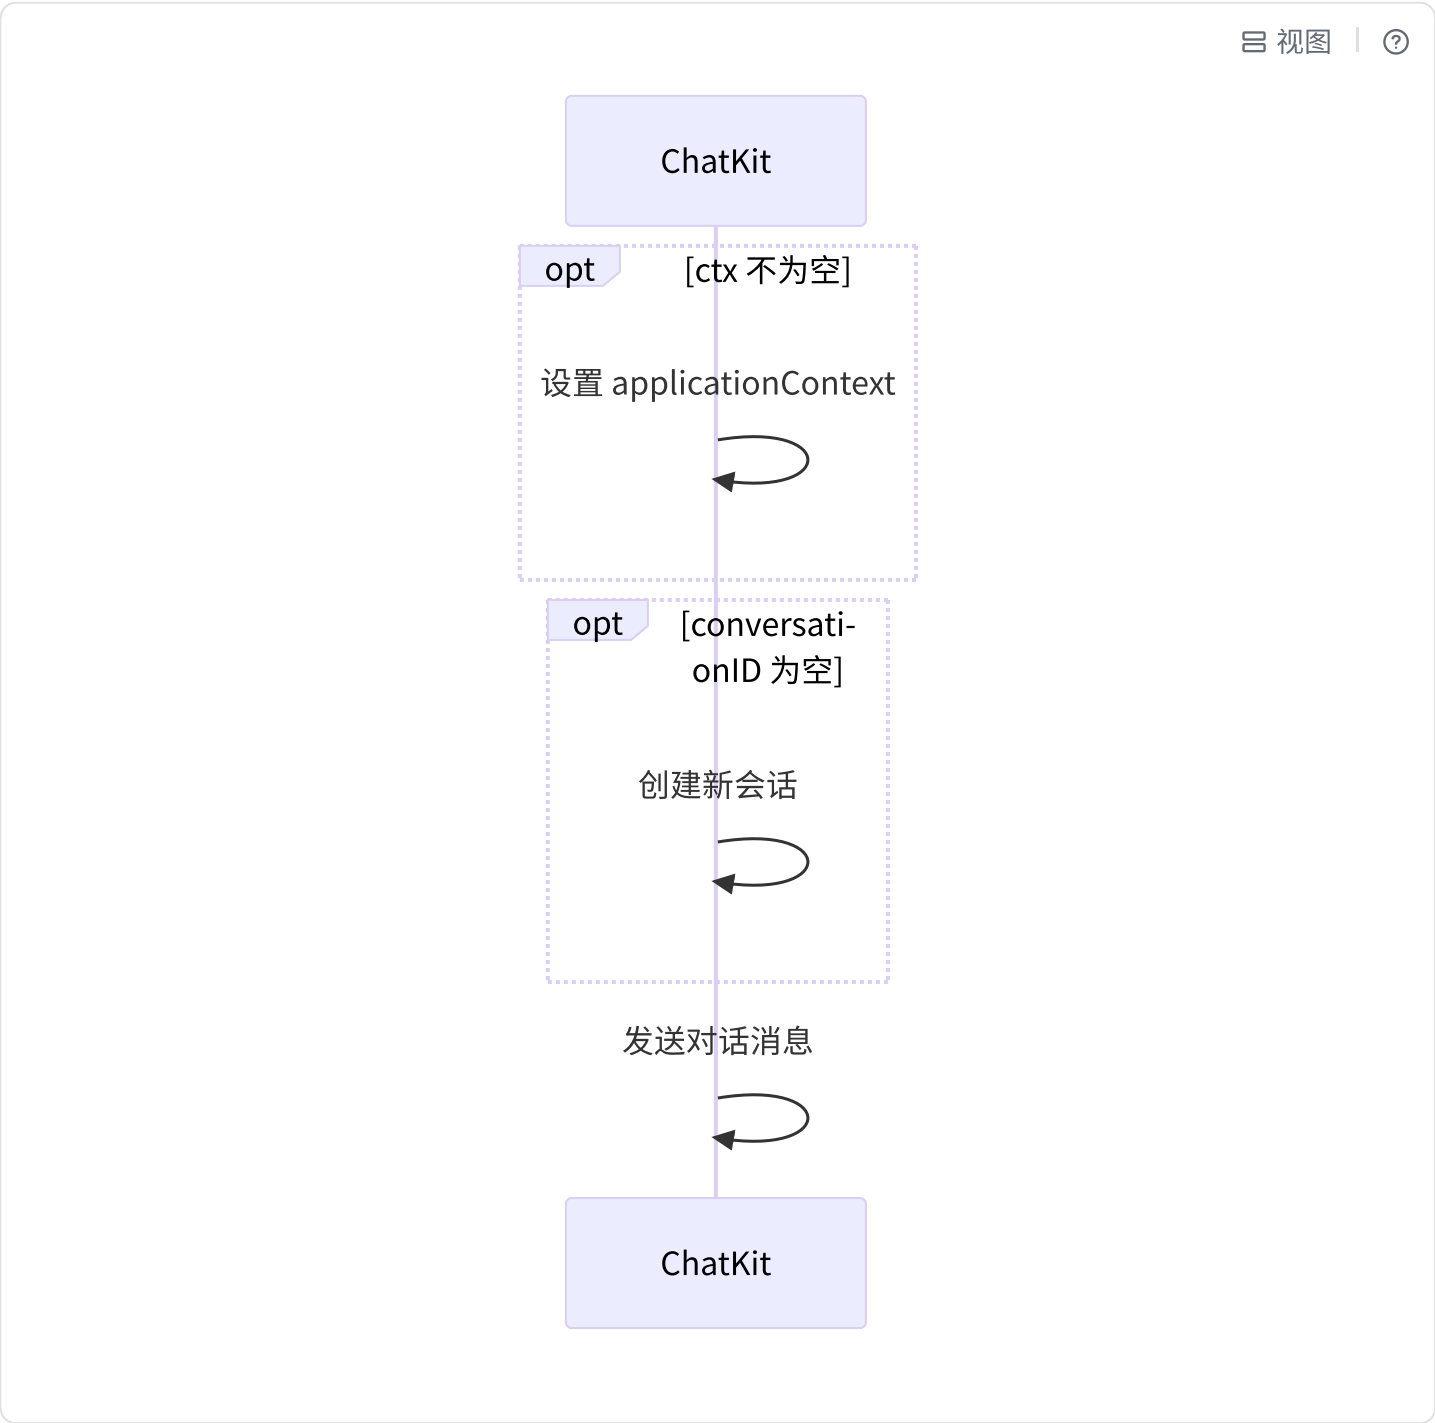 视图
ChatKit
opt [ctx 不为空]
设置 applicationContext
opt [conversati-
onID 为空]
创建新会话
发送对话消息
ChatKit